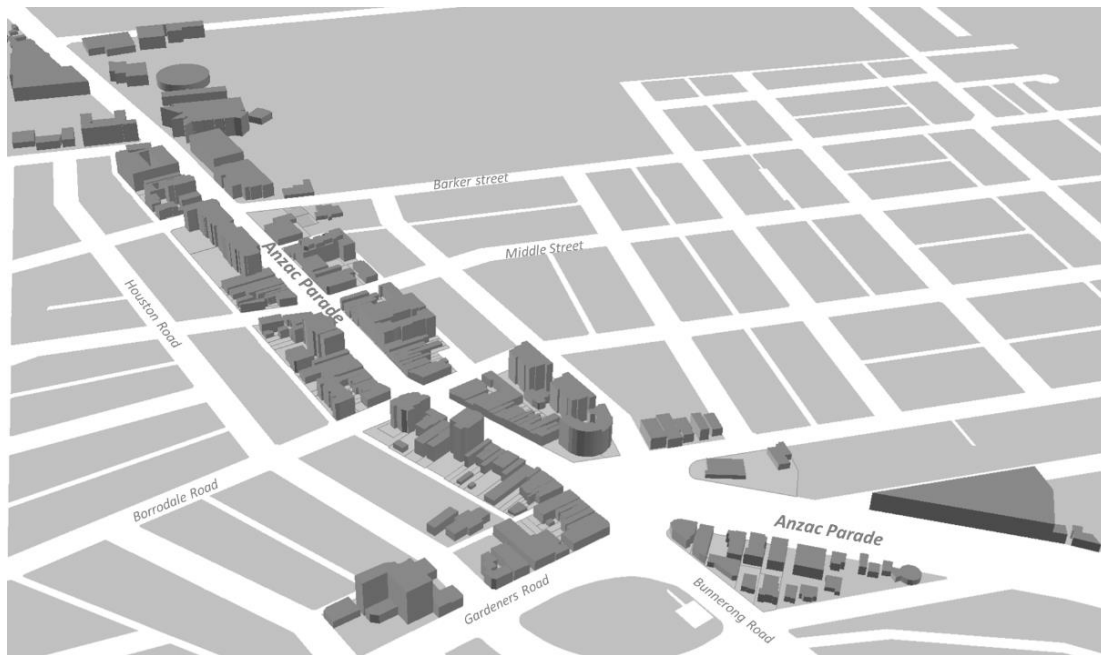 Barker street
Middle Street
Anzac Parade
Houston Road
Borrodale Road
Anzac Parade
Gardeners Road
Bunnerong Road